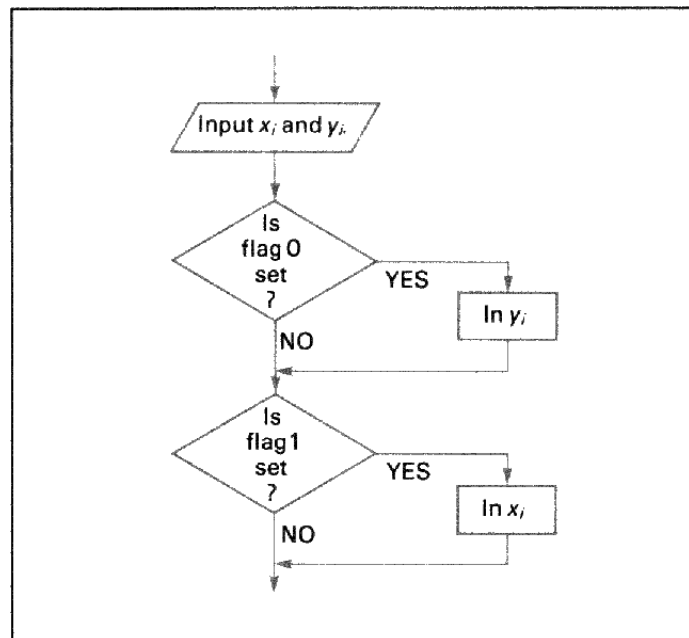 Input xi and yi.
Is
flag 0
set
?
YES
ln yi
NO
Is
flag 1
set
?
YES
ln xi
NO